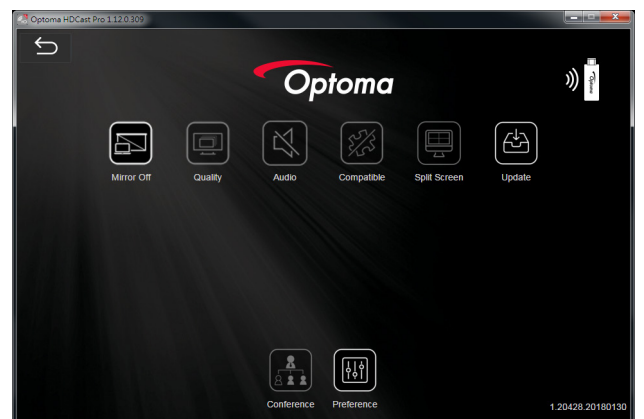 Optoma HDCast Pro 1.12.0.309
Optoma
Optoma
Mirror Off Quality Audio Compatible Split Screen Update
Conference Preference
1.20428.20180130